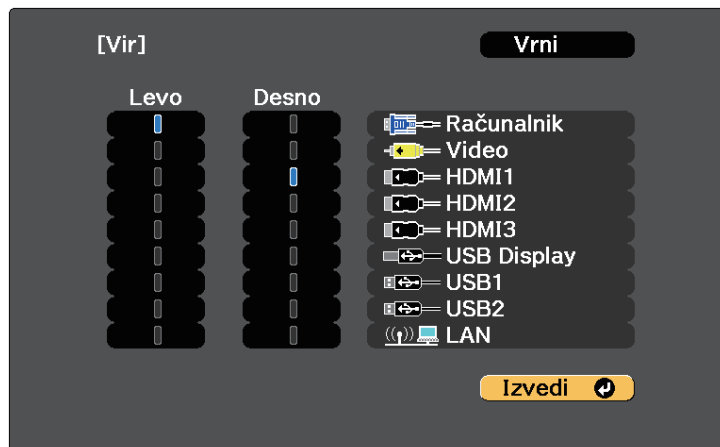 [Vir] Vrni
Levo Desno
Računalnik
Video
HDMI1
HDMI2
HDMI3
USB Display
USB1
USB2
LAN
Izvedi